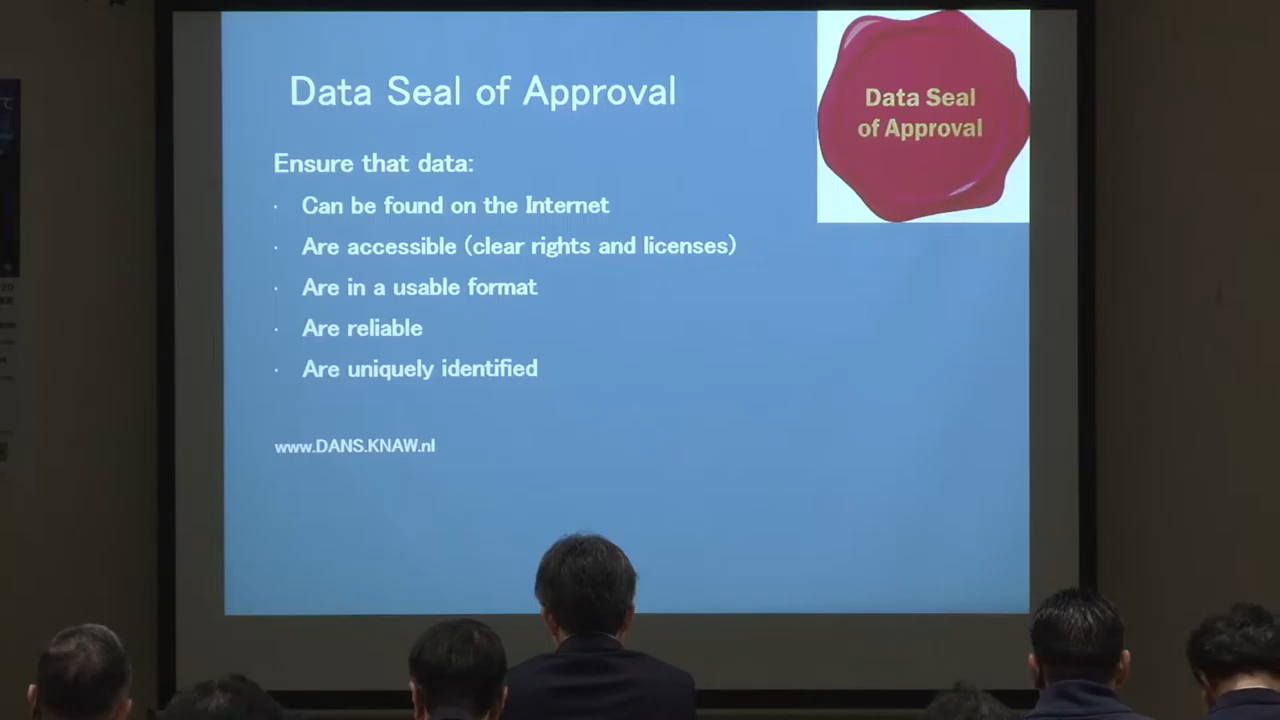 Data Seal of Approval
Data Seal
of Approval
Ensure that data:
· Can be found on the Internet
· Are accessible (clear rights and licenses)
· Are in a usable format
· Are reliable
· Are uniquely identified
www.DANS.KNAW.nl